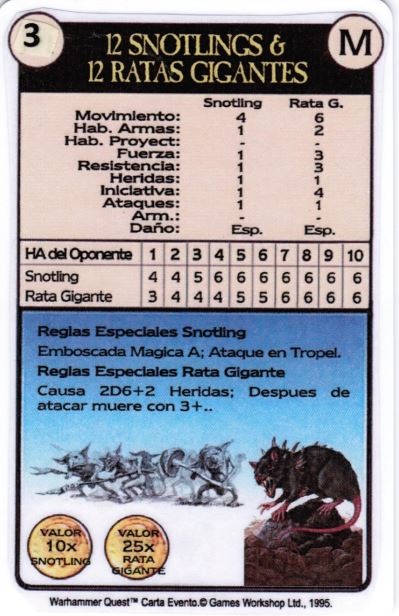 3
12 SNOTLINGS &
M
12 RATAS GIGANTES
Snotling Rata G.
Movimiento: 4 6
Hab. Armas: 1 2
Hab. Proyect: - -
Fuerza: 1 3
Resistencia: 1 3
Heridas: 1 1
Iniciativa: 1 4
Ataques: 1 1
Arm.: - -
Daño: Esp. Esp.
HA del Oponente 1 2 3 4 5 6 7 8 9 10
Snotling 4 4 5 6 6 6 6 6 6 6
Rata Gigante 3 4 4 4 5 5 6 6 6 6
Reglas Especiales Snotling
Emboscada Magica A; Ataque en Tropel.
Reglas Especiales Rata Gigante
Causa 2D6+2 Heridas; Despues de
atacar muere con 3+..
VALOR
10x
SNOTLING
VALOR
25x
RATA
GIGANTE
Warhammer Quest™ Carta Evento.© Games Workshop Ltd., 1995.